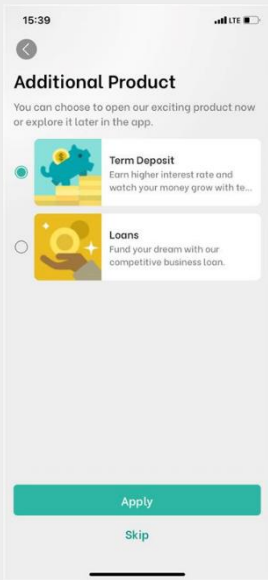 15:39
LTE
Additional Product
You can choose to open our exciting product now
or explore it later in the app.
Term Deposit
Earn higher interest rate and
watch your money grow with te...
Loans
Fund your dream with our
competitive business loan.
Apply
Skip